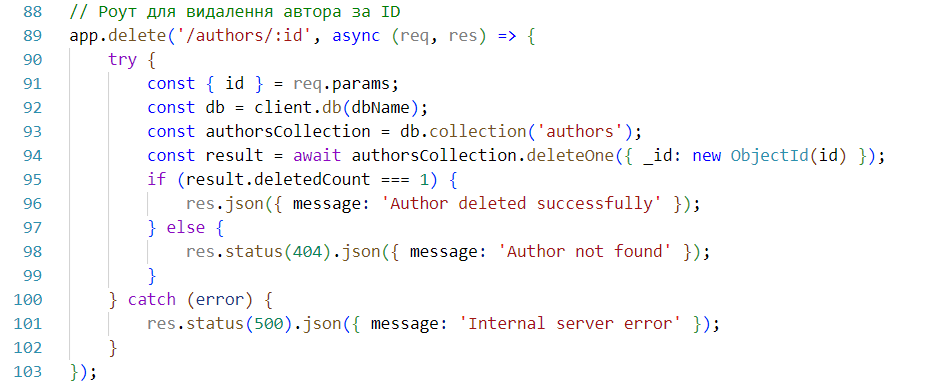 88 // Роут для видалення автора за ID
89 app.delete('/authors/:id', async (req, res) => {
90     try {
91         const { id } = req.params;
92         const db = client.db(dbName);
93         const authorsCollection = db.collection('authors');
94         const result = await authorsCollection.deleteOne({ _id: new ObjectId(id) });
95         if (result.deletedCount === 1) {
96             res.json({ message: 'Author deleted successfully' });
97         } else {
98             res.status(404).json({ message: 'Author not found' });
99         }
100     } catch (error) {
101         res.status(500).json({ message: 'Internal server error' });
102     }
103 });